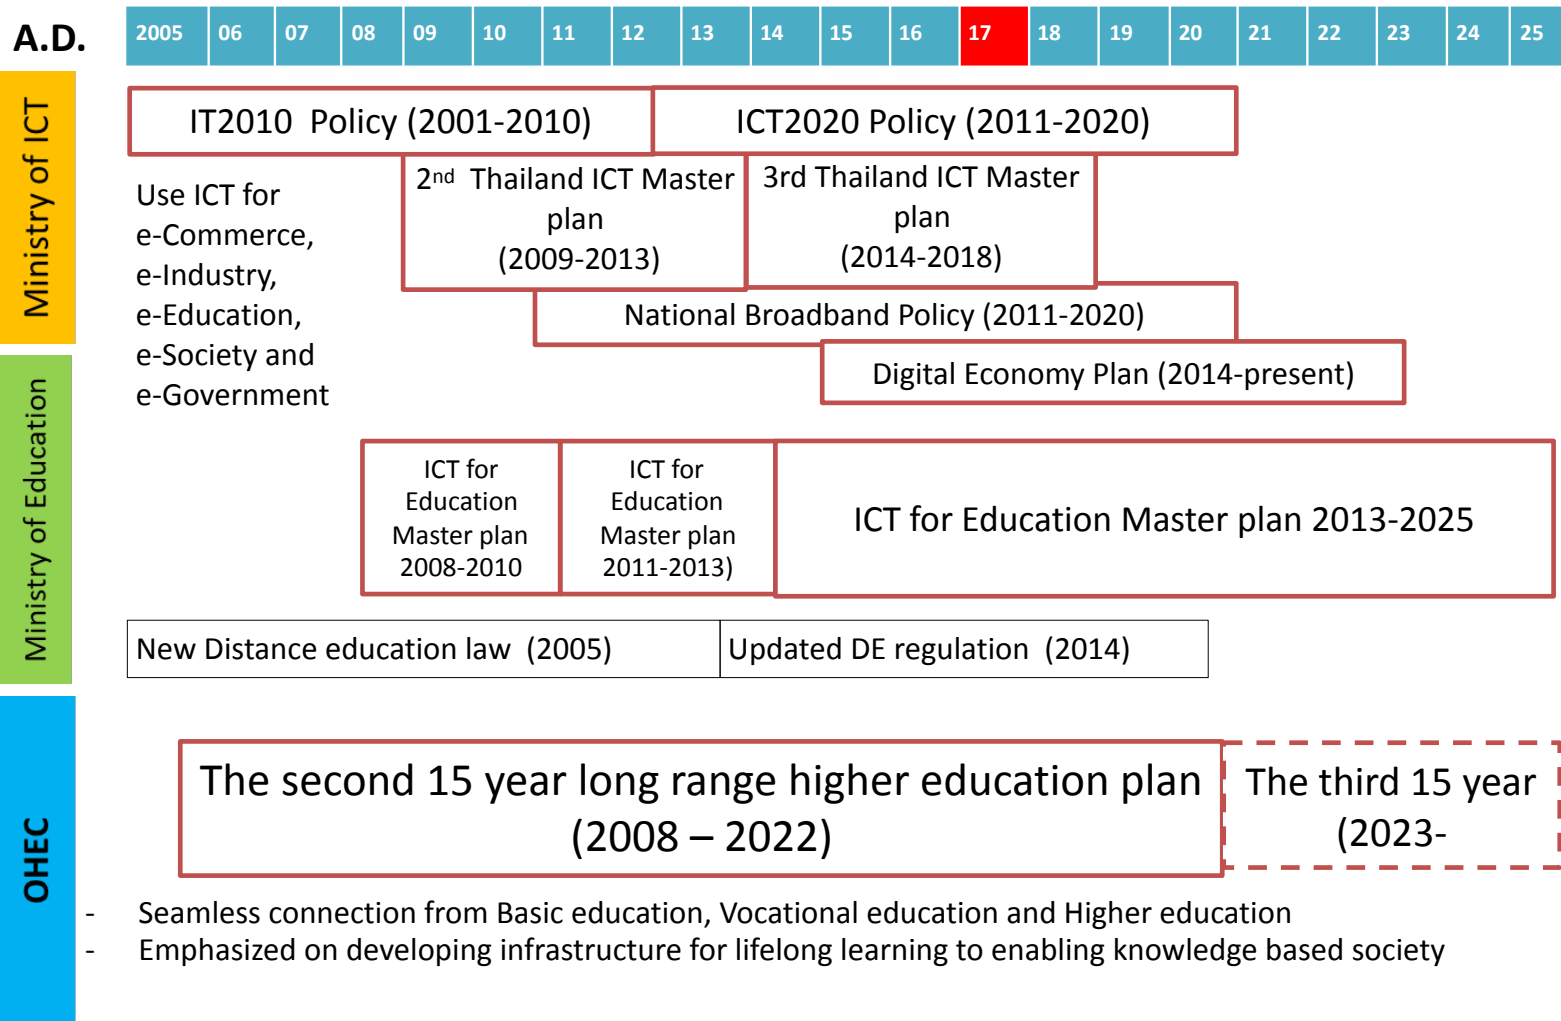 A.D. 2005 06 07 08 09 10 11 12 13 14 15 16 17 18 19 20 21 22 23 24 25
Ministry of ICT
IT2010 Policy (2001-2010)
ICT2020 Policy (2011-2020)
Use ICT for
e-Commerce,
e-Industry,
e-Education,
e-Society and
e-Government
2nd Thailand ICT Master
plan
(2009-2013)
3rd Thailand ICT Master
plan
(2014-2018)
National Broadband Policy (2011-2020)
Digital Economy Plan (2014-present)
Ministry of Education
ICT for
Education
Master plan
2008-2010
ICT for
Education
Master plan
2011-2013)
ICT for Education Master plan 2013-2025
New Distance education law (2005)
Updated DE regulation (2014)
OHEC
The second 15 year long range higher education plan
(2008 – 2022)
The third 15 year
(2023-
- Seamless connection from Basic education, Vocational education and Higher education
- Emphasized on developing infrastructure for lifelong learning to enabling knowledge based society